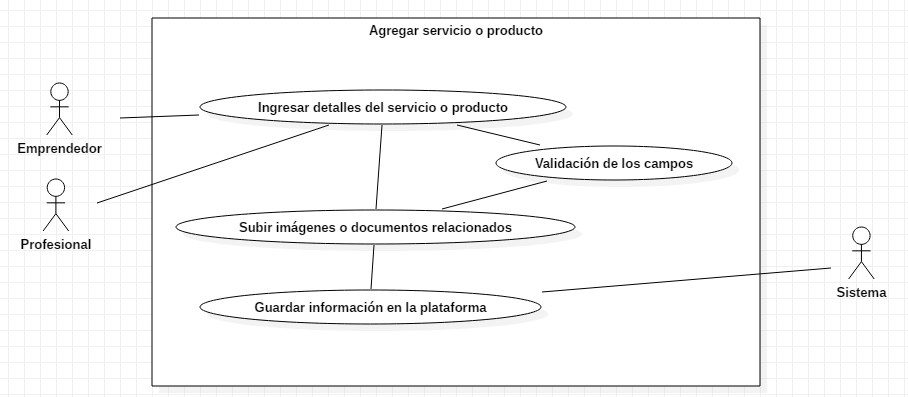 Agregar servicio o producto
Ingresar detalles del servicio o producto
Emprendedor
Validación de los campos
Profesional
Subir imágenes o documentos relacionados
Sistema
Guardar información en la plataforma